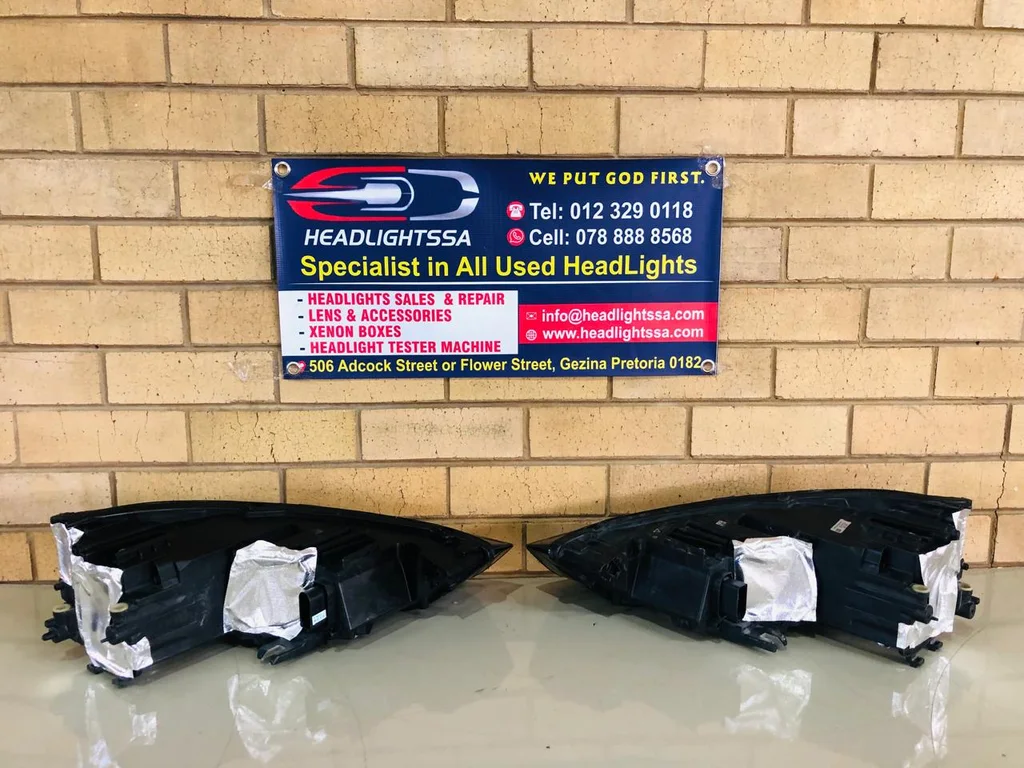 WE PUT GOD FIRST.
HEADLIGHTSSA
Tel: 012 329 0118
Cell: 078 888 8568
Specialist in All Used HeadLights
- HEADLIGHTS SALES & REPAIR
- LENS & ACCESSORIES
- XENON BOXES
- HEADLIGHT TESTER MACHINE
info@headlightssa.com
www.headlightssa.com
506 Adcock Street or Flower Street, Gezina Pretoria 0182